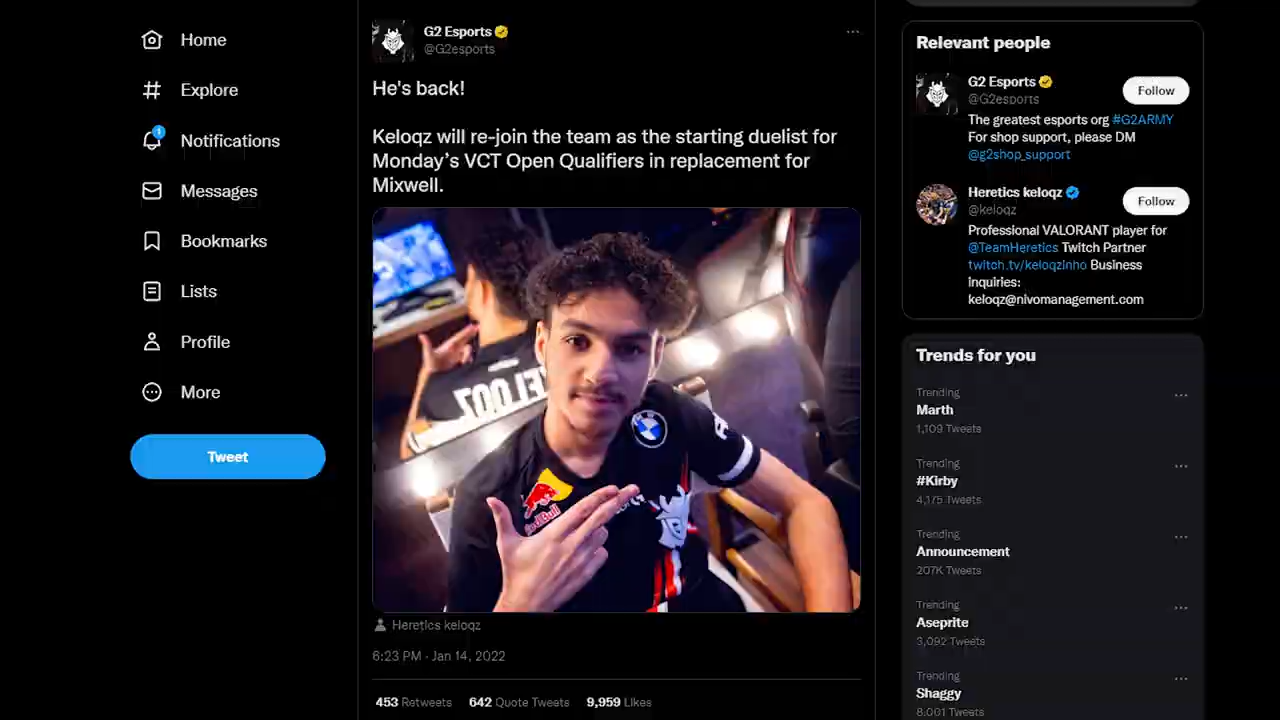 Home
Explore
1
Notifications
Messages
Bookmarks
Lists
Profile
More
Tweet
G2 Esports
@G2esports
He's back!
Keloqz will re-join the team as the starting duelist for
Monday's VCT Open Qualifiers in replacement for
Mixwell.
KELOQZ
BMW
RedBull
Heretics keloqz
6:23 PM · Jan 14, 2022
453 Retweets 642 Quote Tweets 9,959 Likes
Relevant people
G2 Esports
@G2esports
Follow
The greatest esports org #G2ARMY
For shop support, please DM
@g2shop_support
Heretics keloqz
@keloqz
Follow
Professional VALORANT player for
@TeamHeretics Twitch Partner
twitch.tv/keloqzinho Business
inquiries:
keloqz@nivomanagement.com
Trends for you
Trending
Marth
1,109 Tweets
Trending
#Kirby
4,175 Tweets
Trending
Announcement
207K Tweets
Trending
Aseprite
3,092 Tweets
Trending
Shaggy
8,001 Tweets